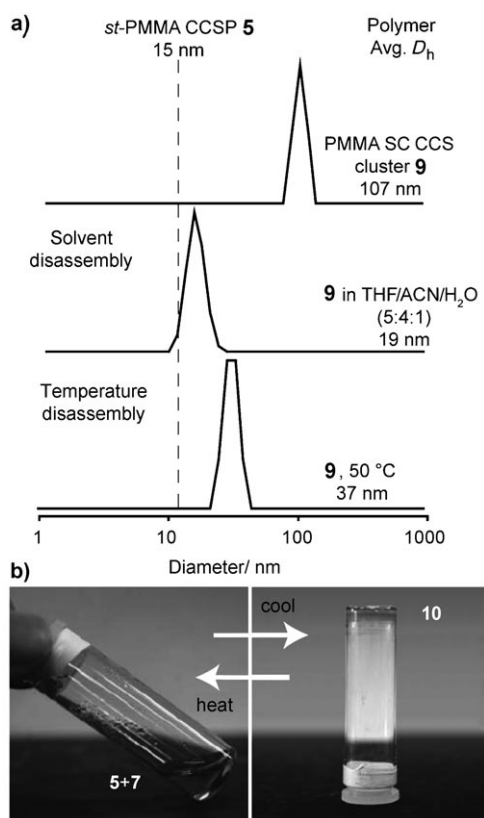 a)
st-PMMA CCSP 5
15 nm
Polymer
Avg. Dh
PMMA SC CCS
cluster 9
107 nm
Solvent
disassembly
9 in THF/ACN/H2O
(5:4:1)
19 nm
Temperature
disassembly
9 , 50 °C
37 nm
1 10 100 1000
Diameter/ nm
b)
cool
heat
5+7
10